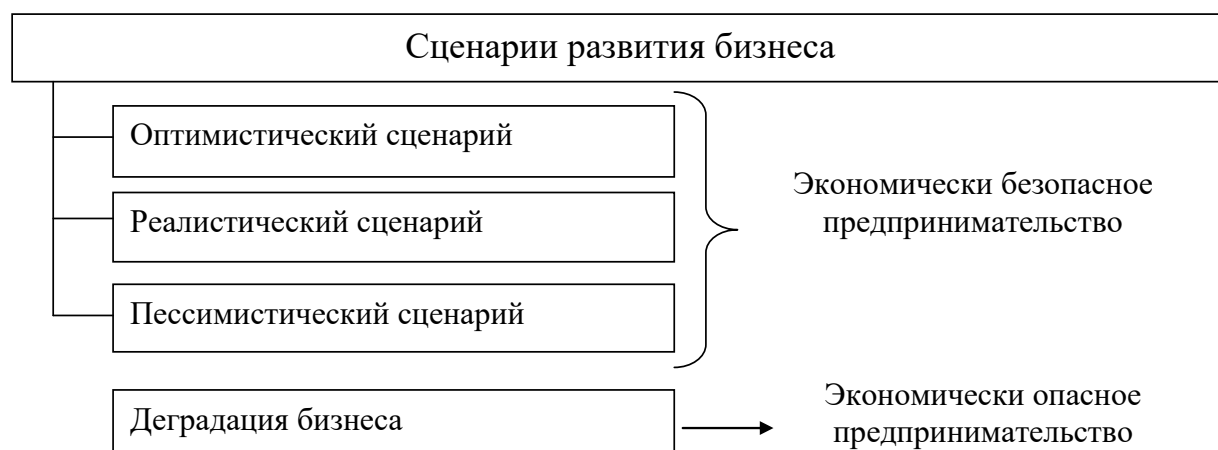 Сценарии развития бизнеса
Оптимистический сценарий
Реалистический сценарий
Пессимистический сценарий
Экономически безопасное
предпринимательство
Деградация бизнеса
Экономически опасное
предпринимательство